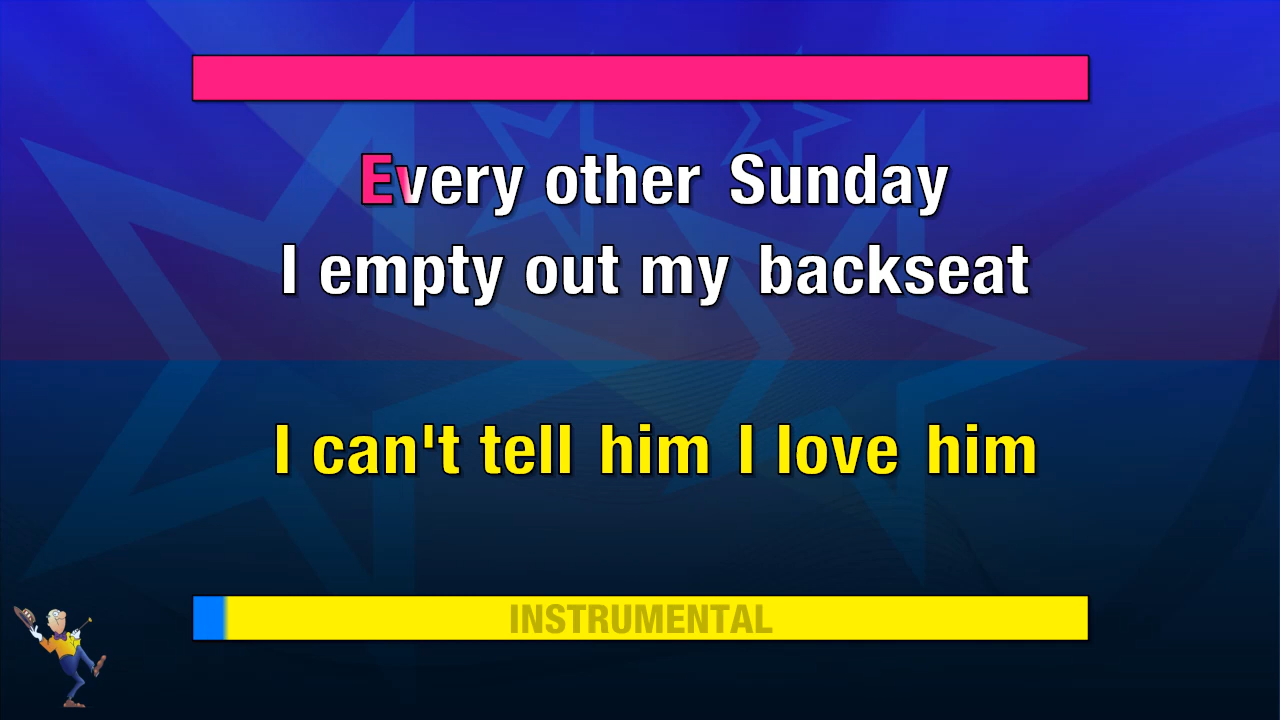 Every other Sunday
I empty out my backseat
I can't tell him I love him
INSTRUMENTAL